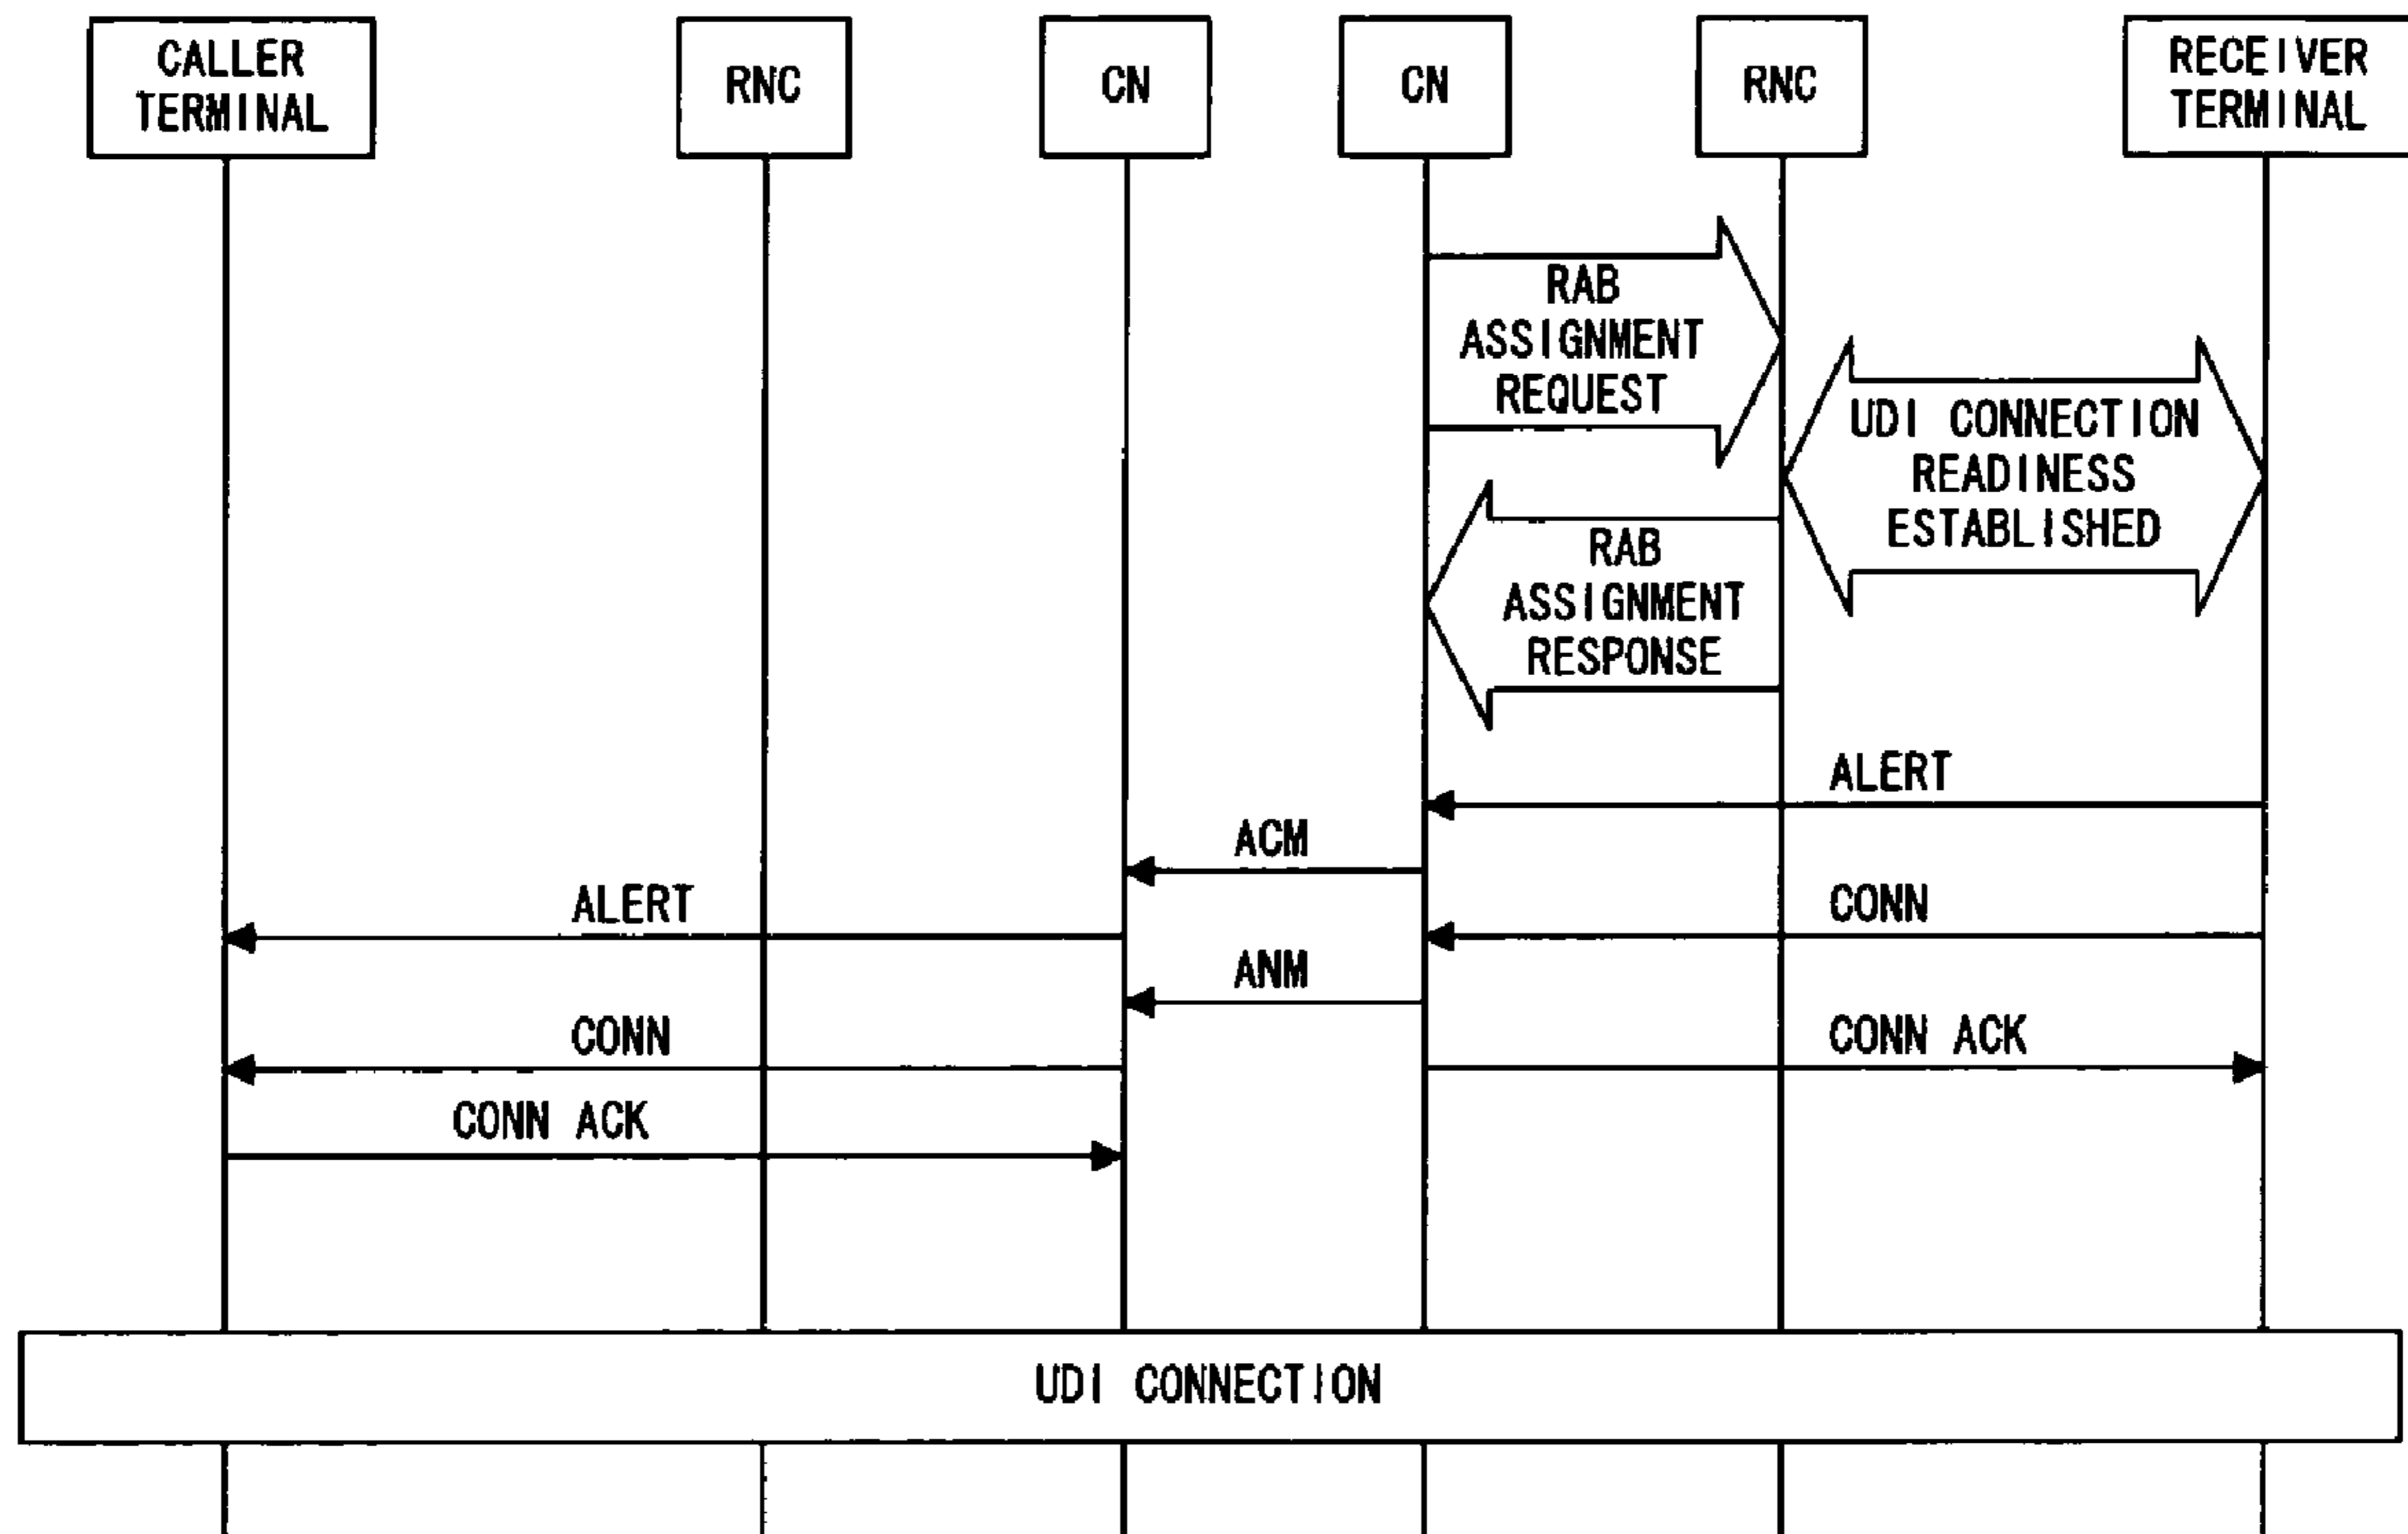 CALLER
TERMINAL
RNC
CN
CN
RNC
RECEIVER
TERMINAL
RAB
ASSIGNMENT
REQUEST
UDI CONNECTION
READINESS
ESTABLISHED
RAB
ASSIGNMENT
RESPONSE
ALERT
ACM
ALERT
CONN
ANM
CONN
CONN ACK
CONN ACK
UDI CONNECTION